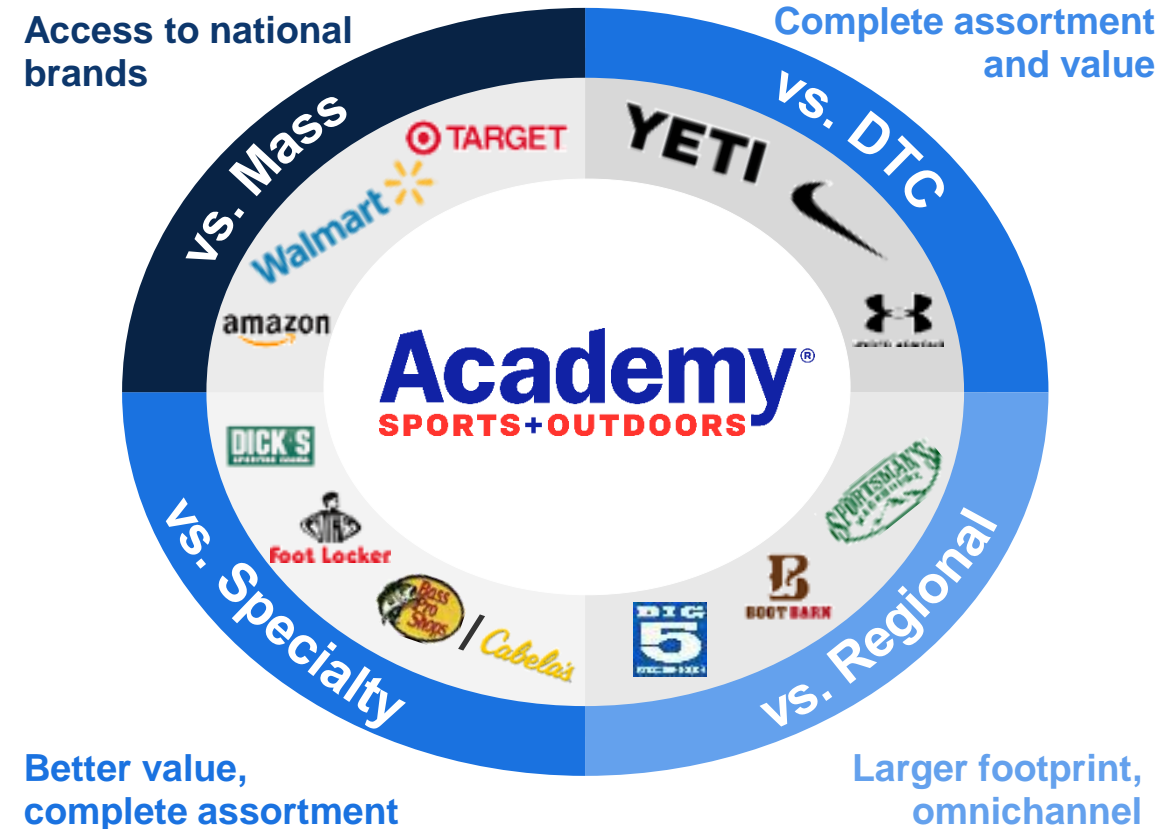 Access to national
brands
Complete assortment
and value
vs. Mass
vs. DTC
TARGET
YETI
Walmart
amazon
Academy®
SPORTS+OUTDOORS
DICK'S
SPORTSMAN'S
Foot Locker
BOOT BARN
Bass
Pro
Shops
/ Cabela's
BIG
5
vs. Specialty
vs. Regional
Better value,
complete assortment
Larger footprint,
omnichannel